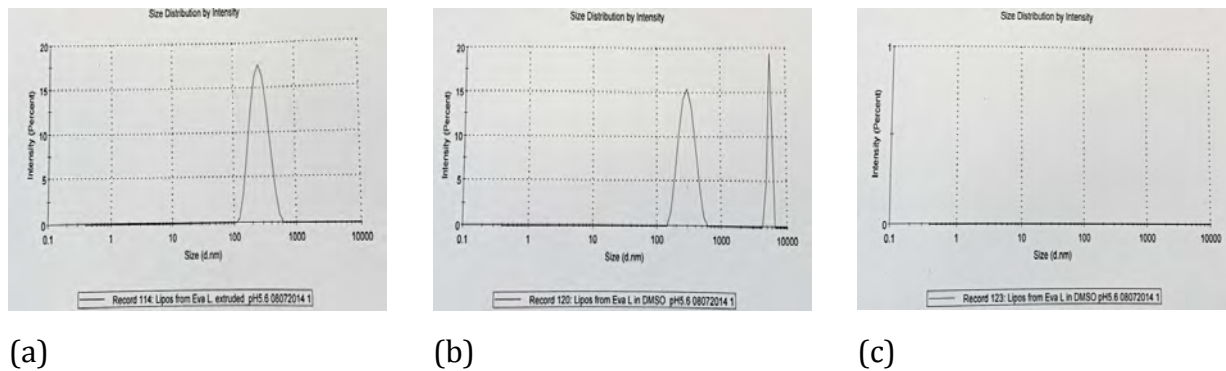 Size Distribution by Intensity
20
15
10
5
0
Intensity (Percent)
0.1 1 10 100 1000 10000
Size (d.nm)
Record 114: Lipos from Eva L. extruded pH5.6 08072014 1
(a)
Size Distribution by Intensity
20
15
10
5
0
Intensity (Percent)
0.1 1 10 100 1000 10000
Size (d.nm)
Record 120: Lipos from Eva L in DMSO pH5.6 08072014 1
(b)
Size Distribution by Intensity
1
0
Intensity (Percent)
0.1 1 10 100 1000 10000
Size (d.nm)
Record 123: Lipos from Eva L in DMSO pH5.6 08072014 1
(c)